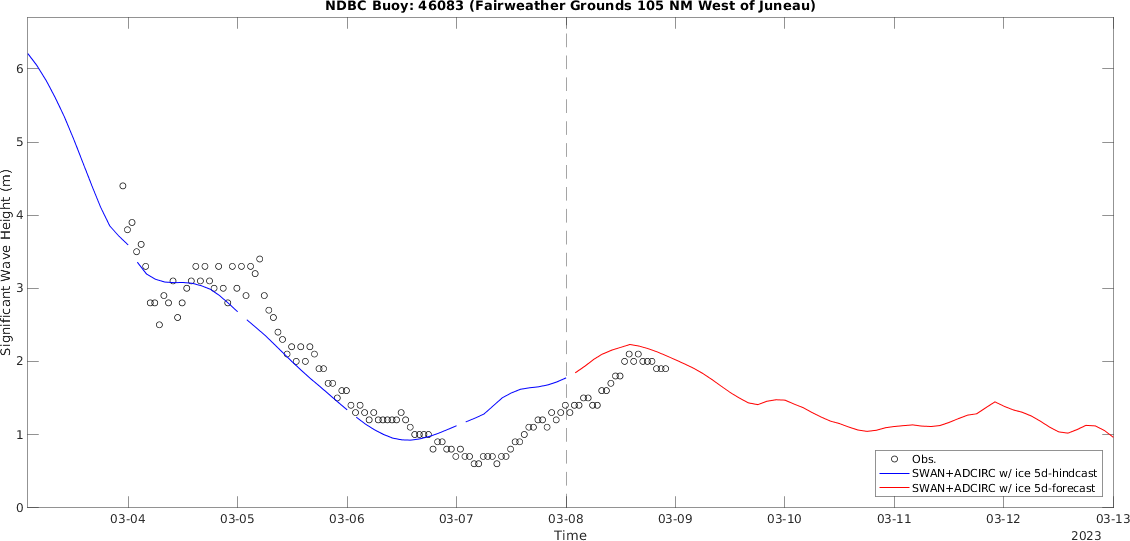 NDBC Buoy: 46083 (Fairweather Grounds 105 NM West of Juneau)
Significant Wave Height (m)
6
5
4
3
2
1
0
Obs.
SWAN+ADCIRC w/ ice 5d-hindcast
SWAN+ADCIRC w/ ice 5d-forecast
03-04 03-05 03-06 03-07 03-08 03-09 03-10 03-11 03-12 03-13
Time
2023